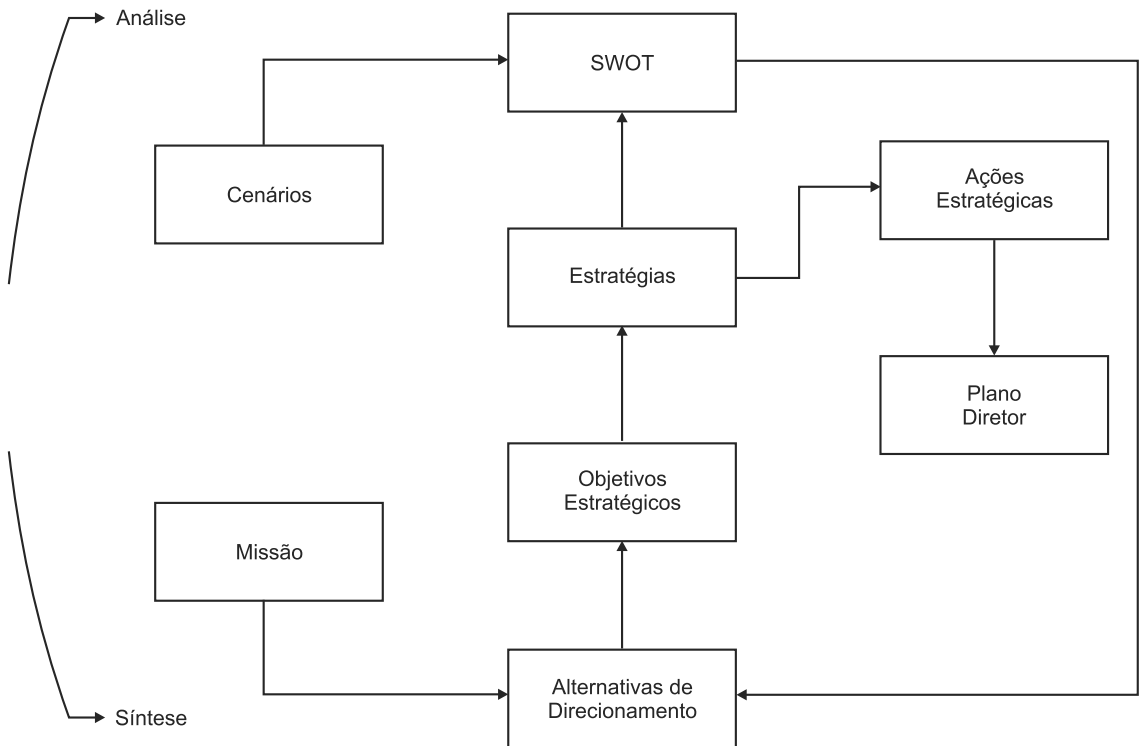 Análise
SWOT
Cenários
Ações
Estratégicas
Estratégias
Plano
Diretor
Objetivos
Estratégicos
Missão
Alternativas de
Direcionamento
Síntese